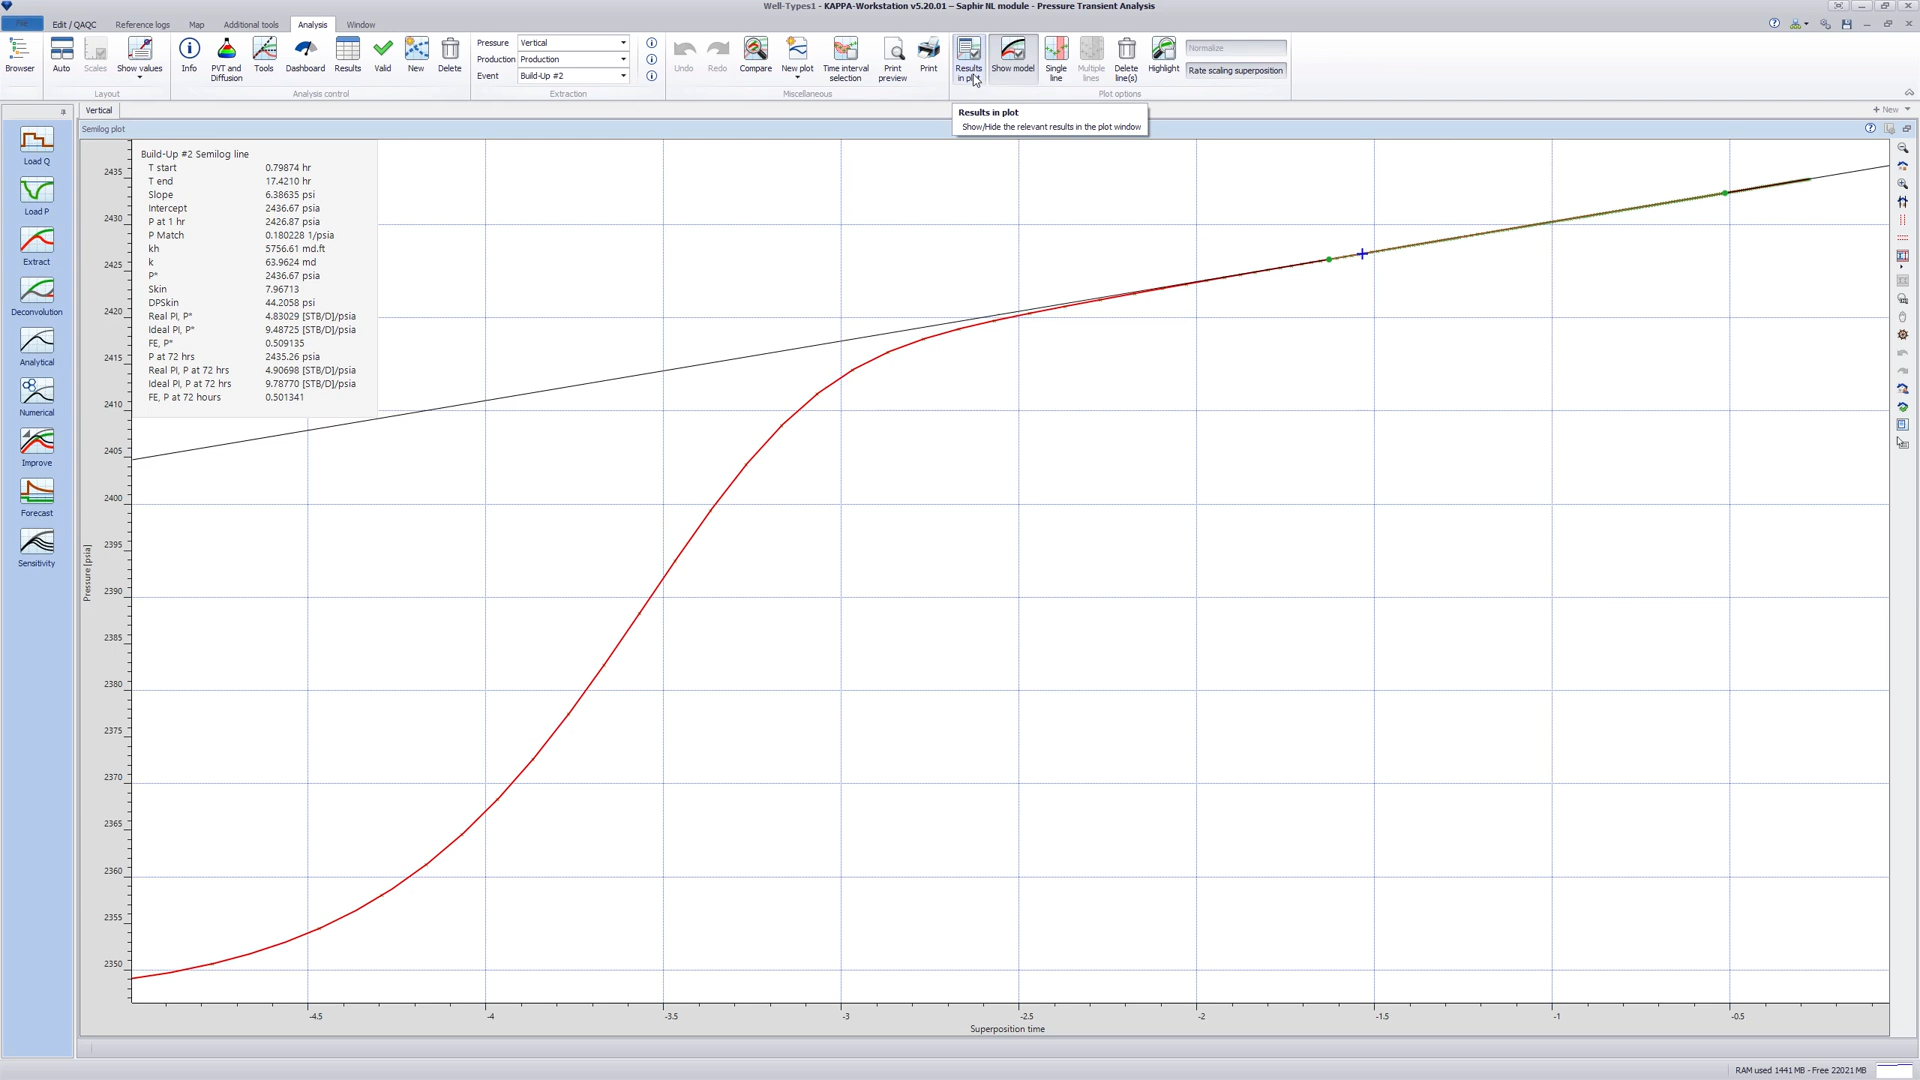 Well-Types1 - KAPPA-Workstation v5.20.01 -- Saphir NL module - Pressure Transient Analysis
File
Edit / QAQC
Reference logs
Map
Additional tools
Analysis
Window
Browser
Auto
Scales
Show values
Layout
Info
PVT and Diffusion
Tools
Dashboard
Results
Valid
New
Delete
Analysis control
Pressure Vertical
Production Production
Event Build-Up #2
Extraction
Undo
Redo
Compare
New plot
Time interval selection
Print preview
Print
Miscellaneous
Results in plot
Show model
Single line
Multiple lines
Delete line(s)
Highlight
Normalize
Rate scaling superposition
Plot options
Results in plot
Show/Hide the relevant results in the plot window
Vertical
+ New
Semilog plot
Load Q
Load P
Extract
Deconvolution
Analytical
Numerical
Improve
Forecast
Sensitivity
Build-Up #2 Semilog line
T start 0.79874 hr
T end 17.4210 hr
Slope 6.38635 psi
Intercept 2436.67 psia
P at 1 hr 2426.87 psia
P Match 0.180228 1/psia
kh 5756.61 md.ft
k 63.9624 md
P* 2436.67 psia
Skin 7.96713
DPSkin 44.2058 psi
Real PI, P* 4.83029 [STB/D]/psia
Ideal PI, P* 9.48725 [STB/D]/psia
FE, P* 0.509135
P at 72 hrs 2435.26 psia
Real PI, P at 72 hrs 4.90698 [STB/D]/psia
Ideal PI, P at 72 hrs 9.78770 [STB/D]/psia
FE, P at 72 hours 0.501341
2435
2430
2425
2420
2415
2410
2405
2400
2395
2390
2385
2380
2375
2370
2365
2360
2355
2350
Pressure [psia]
-4.5
-4
-3.5
-3
-2.5
-2
-1.5
-1
-0.5
Superposition time
RAM used 1441 MB - Free 22021 MB